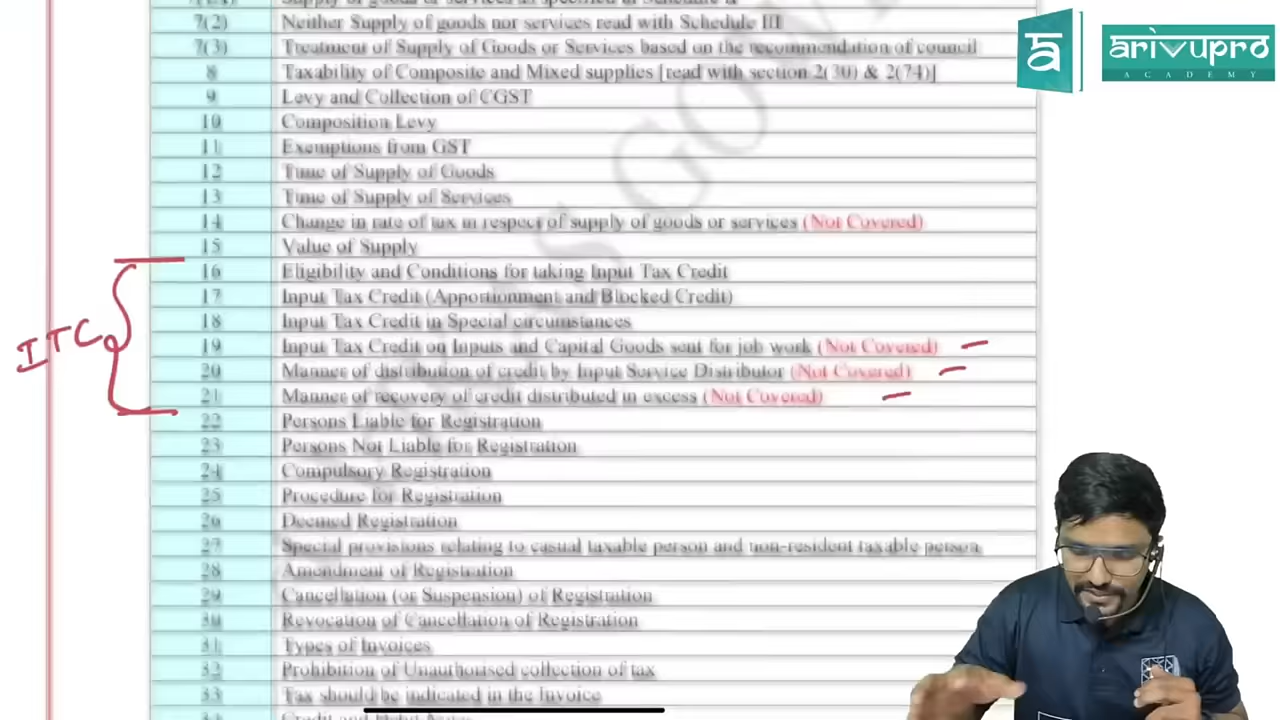 7(2) Neither Supply of goods nor services read with Schedule III
7(3) Treatment of Supply of Goods or Services based on the recommendation of council
8 Taxability of Composite and Mixed supplies [read with section 2(30) & 2(74)]
9 Levy and Collection of CGST
10 Composition Levy
11 Exemptions from GST
12 Time of Supply of Goods
13 Time of Supply of Services
14 Change in rate of tax in respect of supply of goods or services (Not Covered)
15 Value of Supply
16 Eligibility and Conditions for taking Input Tax Credit
17 Input Tax Credit (Apportionment and Blocked Credit)
18 Input Tax Credit in Special circumstances
19 Input Tax Credit on Inputs and Capital Goods sent for job work (Not Covered)
20 Manner of distribution of credit by Input Service Distributor (Not Covered)
21 Manner of recovery of credit distributed in excess (Not Covered)
22 Persons Liable for Registration
23 Persons Not Liable for Registration
24 Compulsory Registration
25 Procedure for Registration
26 Deemed Registration
27 Special provisions relating to casual taxable person and non-resident taxable person
28 Amendment of Registration
29 Cancellation (or Suspension) of Registration
30 Revocation of Cancellation of Registration
31 Types of Invoices
32 Prohibition of Unauthorised collection of tax
33 Tax should be indicated in the Invoice
ITC
ā arivupro
ACADEMY